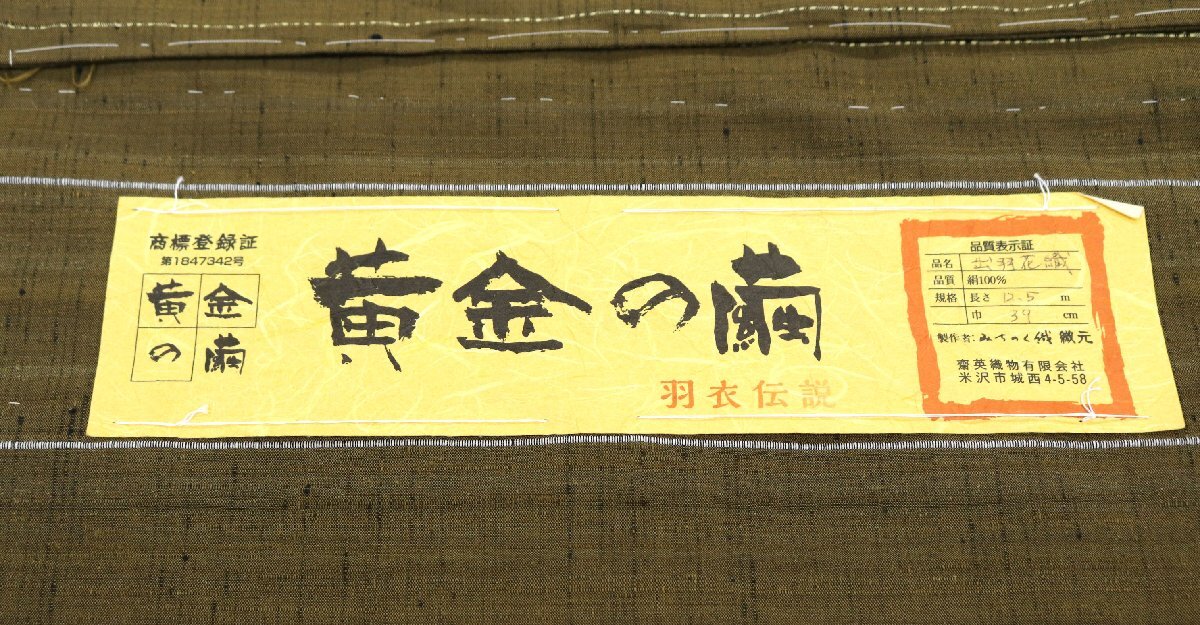 商標登録証
第1847342号
黄金
の繭
黄金の繭
羽衣伝説
品質表示証
品名 出羽花織
品質 絹100%
規格 長さ 12.5 m
巾 39 cm
製作者:みちのく織 織元
齋英織物有限会社
米沢市城西4-5-58